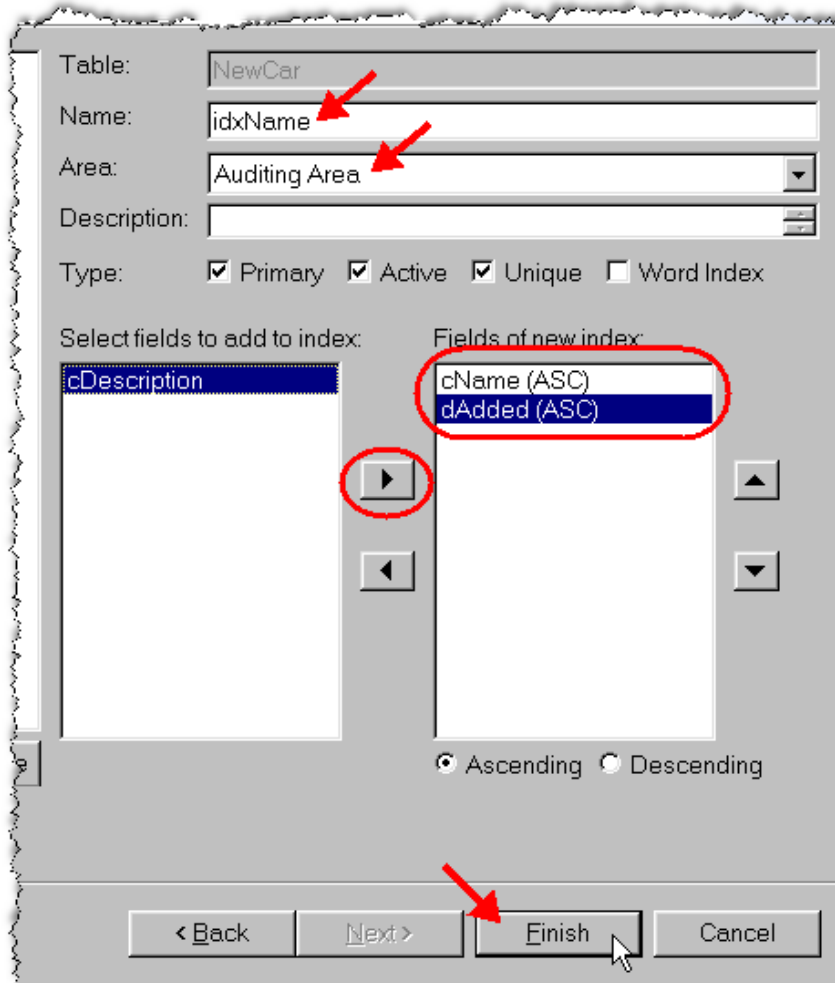 Table: NewCar
Name: idxName
Area: Auditing Area
Description:
Type: Primary Active Unique Word Index
Select fields to add to index: Fields of new index:
cDescription cName (ASC)
dAdded (ASC)
Ascending Descending
< Back Next > Finish Cancel